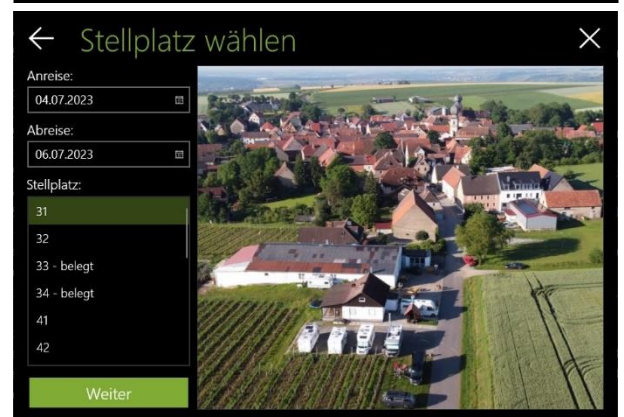 Stellplatz wählen
Anreise:
04.07.2023
Abreise:
06.07.2023
Stellplatz:
31
32
33 - belegt
34 - belegt
41
42
Weiter